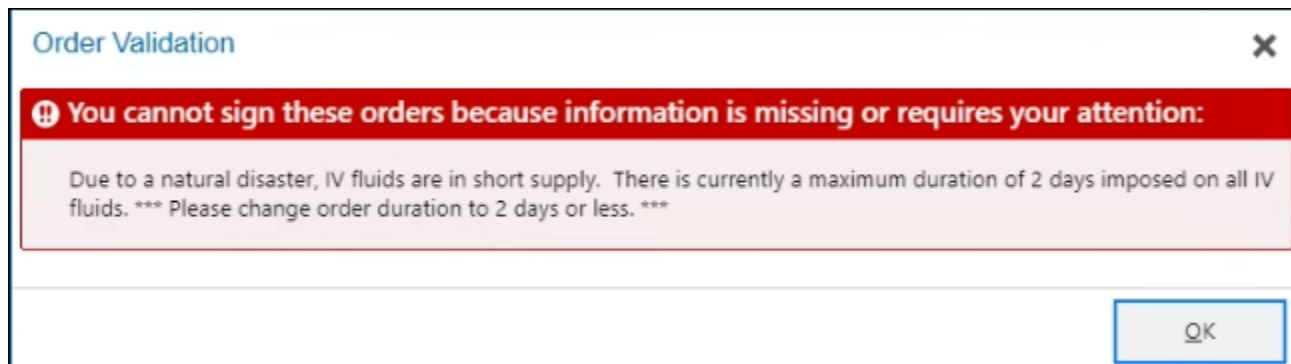 Order Validation
You cannot sign these orders because information is missing or requires your attention:
Due to a natural disaster, IV fluids are in short supply.  There is currently a maximum duration of 2 days imposed on all IV
fluids. *** Please change order duration to 2 days or less. ***
OK